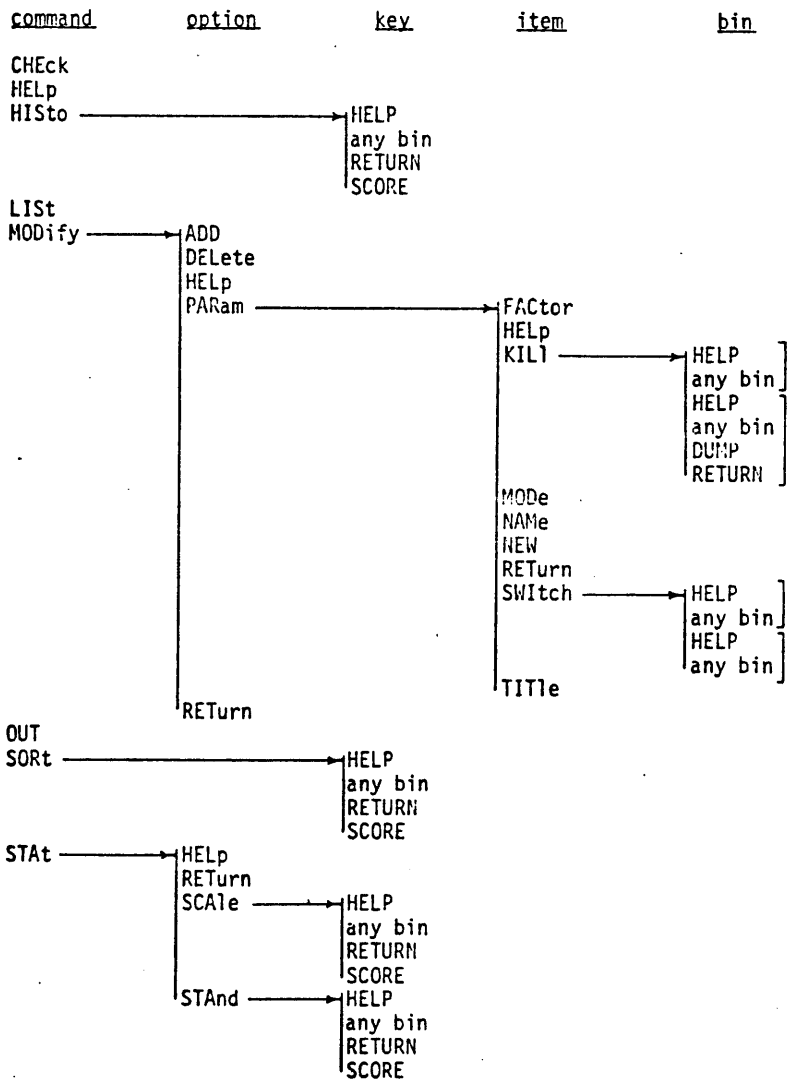 command option key item bin
CHEck
HELp
HISto HELP
any bin
RETURN
SCORE
LISt
MODify ADD
DELete
HELp
PARam FACtor
HELp
KILl HELP
any bin
HELP
any bin
DUMP
RETURN
MODe
NAMe
NEW
RETurn
SWItch HELP
any bin
HELP
any bin
TITle
RETurn
OUT
SORt HELP
any bin
RETURN
SCORE
STAt HELp
RETurn
SCAle HELP
any bin
RETURN
SCORE
STAnd HELP
any bin
RETURN
SCORE